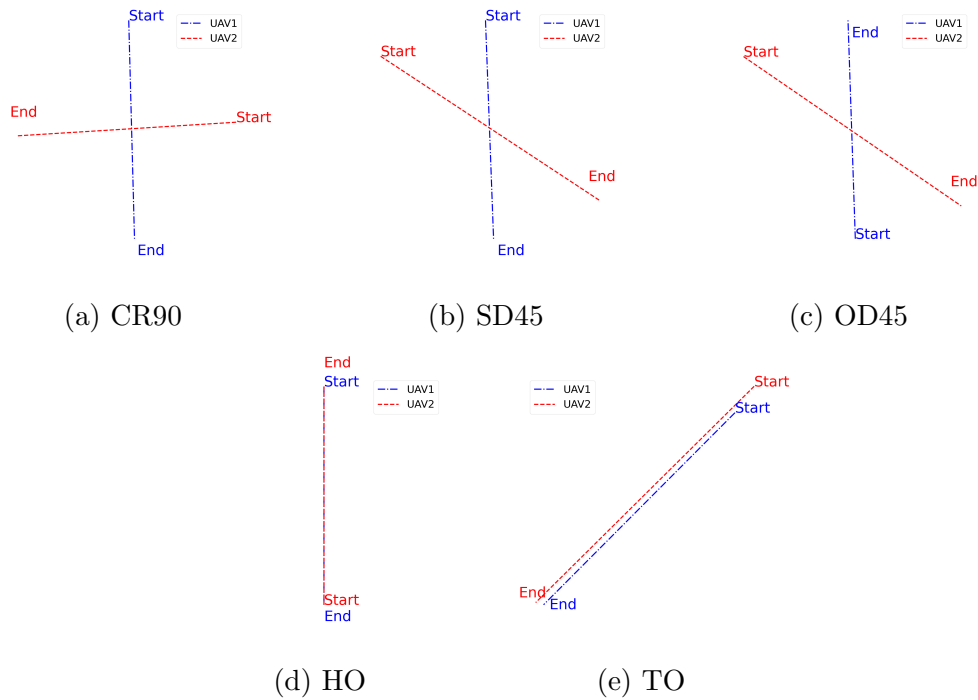 Start
UAV1
UAV2
End
Start
End
(a) CR90
Start
UAV1
UAV2
Start
End
End
(b) SD45
UAV1
UAV2
End
Start
End
Start
(c) OD45
End
Start
UAV1
UAV2
Start
End
(d) HO
UAV1
UAV2
Start
Start
End
End
(e) TO